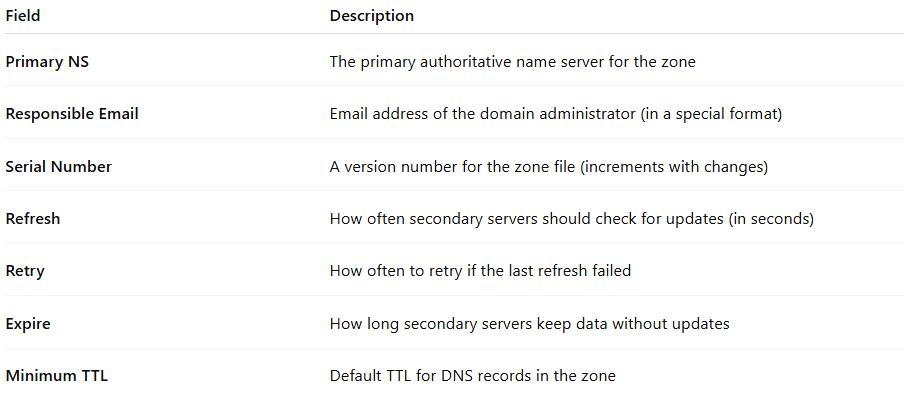 Field Description
Primary NS The primary authoritative name server for the zone
Responsible Email Email address of the domain administrator (in a special format)
Serial Number A version number for the zone file (increments with changes)
Refresh How often secondary servers should check for updates (in seconds)
Retry How often to retry if the last refresh failed
Expire How long secondary servers keep data without updates
Minimum TTL Default TTL for DNS records in the zone